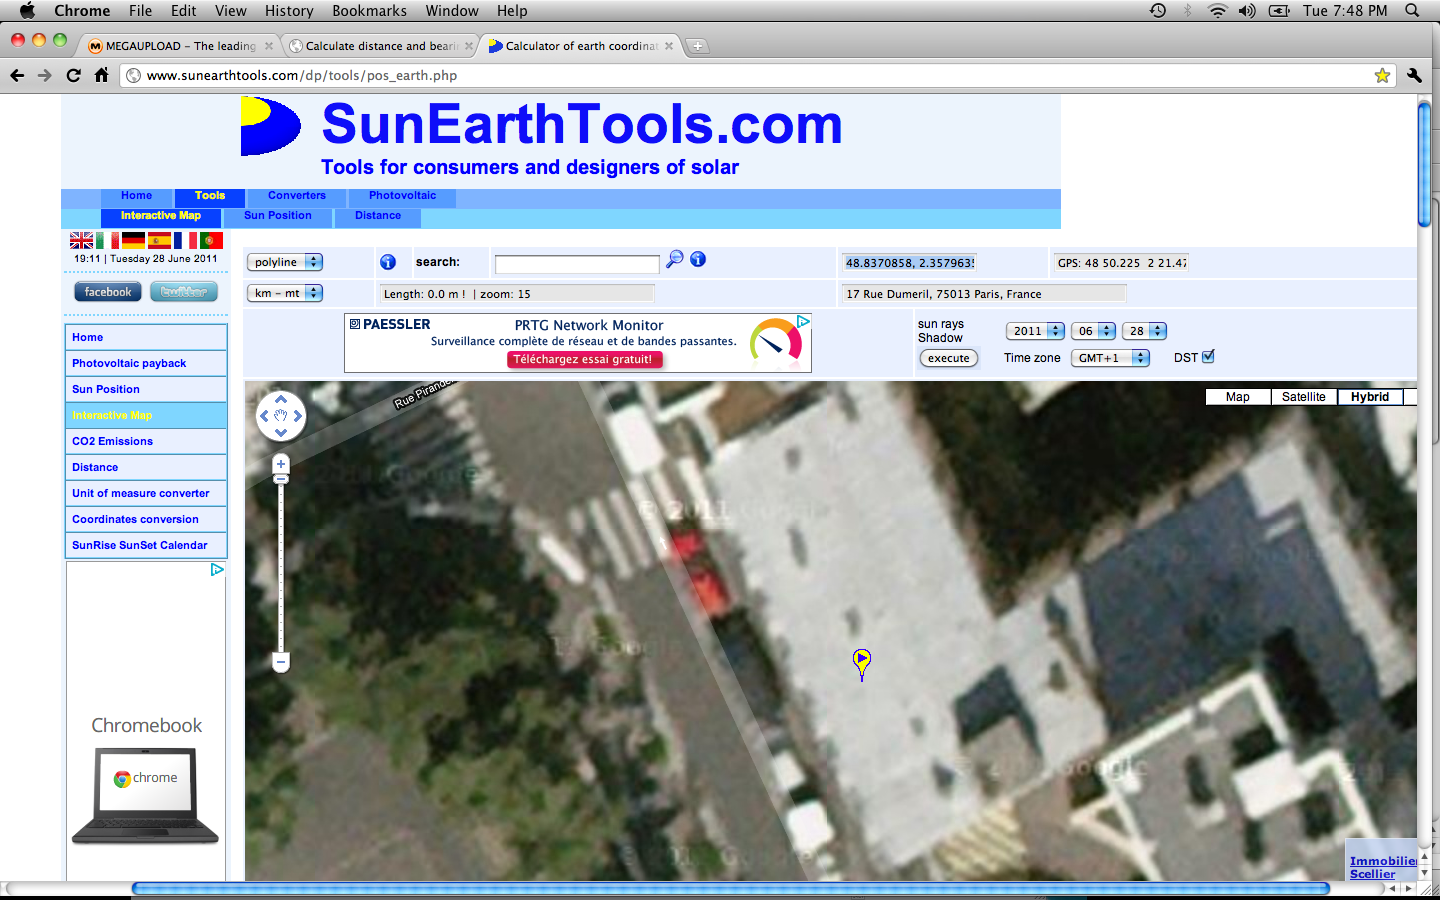 Chrome File Edit View History Bookmarks Window Help Tue 7:48 PM
MEGAUPLOAD – The leading Calculate distance and beari Calculator of earth coordinat
www.sunearthtools.com/dp/tools/pos_earth.php
SunEarthTools.com
Tools for consumers and designers of solar
Home Tools Converters Photovoltaic
Interactive Map Sun Position Distance
19:11 | Tuesday 28 June 2011
facebook twitter
polyline search: 48.8370858, 2.3579635 GPS: 48 50.225 2 21.47
km - mt Length: 0.0 m ! | zoom: 15 17 Rue Dumeril, 75013 Paris, France
PAESSLER PRTG Network Monitor
Surveillance complète de réseau et de bandes passantes.
Téléchargez essai gratuit!
sun rays
Shadow
execute
2011 06 28
Time zone GMT+1 DST
Home
Photovoltaic payback
Sun Position
Interactive Map
CO2 Emissions
Distance
Unit of measure converter
Coordinates conversion
SunRise SunSet Calendar
Chromebook
chrome
Map Satellite Hybrid
Rue Pirande
© 2011 Google
Google
Google
2011 Google
Immobilier
Scellier